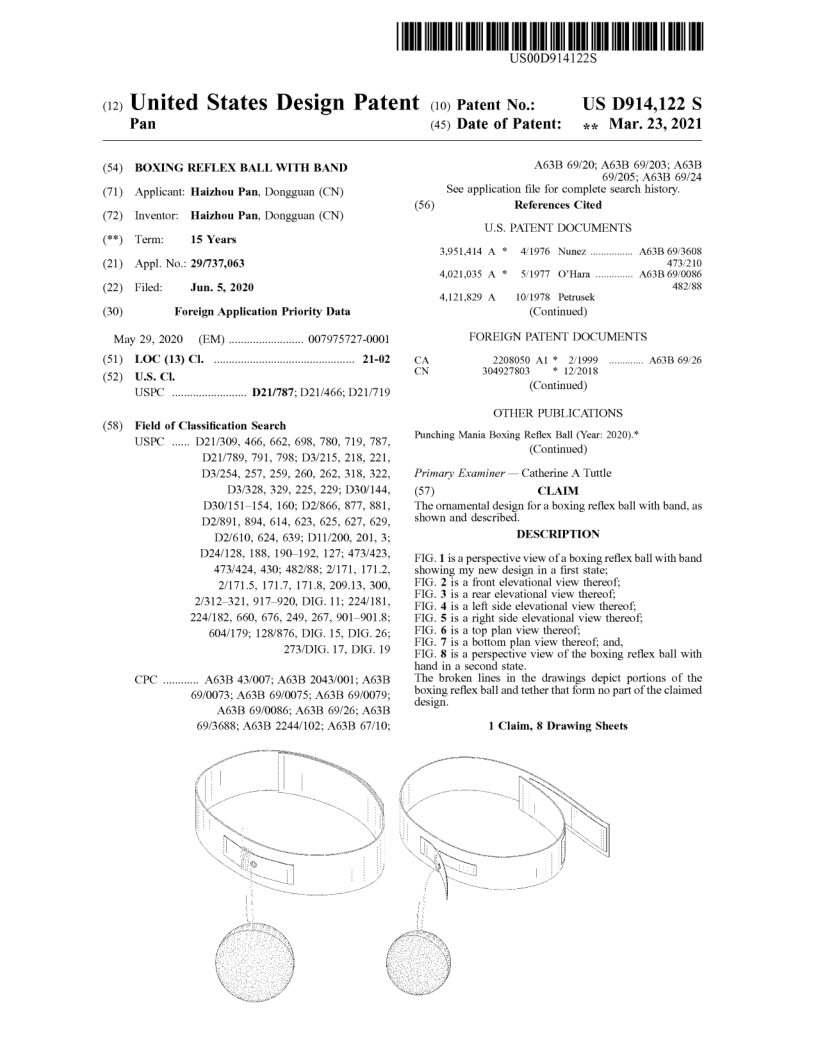 US00D914122S
(12) United States Design Patent
Pan
(10) Patent No.: US D914,122 S
(45) Date of Patent: ** Mar. 23, 2021
(54) BOXING REFLEX BALL WITH BAND
(71) Applicant: Haizhou Pan, Dongguan (CN)
(72) Inventor: Haizhou Pan, Dongguan (CN)
(**) Term: 15 Years
(21) Appl. No.: 29/737,063
(22) Filed: Jun. 5, 2020
(30) Foreign Application Priority Data
May 29, 2020 (EM) ......................... 007975727-0001
(51) LOC (13) Cl. ............................................... 21-02
(52) U.S. Cl.
USPC ......................... D21/787; D21/466; D21/719
(58) Field of Classification Search
USPC ...... D21/309, 466, 662, 698, 780, 719, 787,
D21/789, 791, 798; D3/215, 218, 221,
D3/254, 257, 259, 260, 262, 318, 322,
D3/328, 329, 225, 229; D30/144,
D30/151–154, 160; D2/866, 877, 881,
D2/891, 894, 614, 623, 625, 627, 629,
D2/610, 624, 639; D11/200, 201, 3;
D24/128, 188, 190–192, 127; 473/423,
473/424, 430; 482/88; 2/171, 171.2,
2/171.5, 171.7, 171.8, 209.13, 300,
2/312–321, 917–920, DIG. 11; 224/181,
224/182, 660, 676, 249, 267, 901–901.8;
604/179; 128/876, DIG. 15, DIG. 26;
273/DIG. 17, DIG. 19
CPC ............ A63B 43/007; A63B 2043/001; A63B
69/0073; A63B 69/0075; A63B 69/0079;
A63B 69/0086; A63B 69/26; A63B
69/3688; A63B 2244/102; A63B 67/10;
A63B 69/20; A63B 69/203; A63B
69/205; A63B 69/24
See application file for complete search history.
(56) References Cited
U.S. PATENT DOCUMENTS
3,951,414 A * 4/1976 Nunez ................ A63B 69/3608
473/210
4,021,035 A * 5/1977 O'Hara .............. A63B 69/0086
482/88
4,121,829 A 10/1978 Petrusek
(Continued)
FOREIGN PATENT DOCUMENTS
CA 2208050 A1 * 2/1999 ............. A63B 69/26
CN 304927803 * 12/2018
(Continued)
OTHER PUBLICATIONS
Punching Mania Boxing Reflex Ball (Year: 2020).*
(Continued)
Primary Examiner — Catherine A Tuttle
(57) CLAIM
The ornamental design for a boxing reflex ball with band, as
shown and described.
DESCRIPTION
FIG. 1 is a perspective view of a boxing reflex ball with band
showing my new design in a first state;
FIG. 2 is a front elevational view thereof;
FIG. 3 is a rear elevational view thereof;
FIG. 4 is a left side elevational view thereof;
FIG. 5 is a right side elevational view thereof;
FIG. 6 is a top plan view thereof;
FIG. 7 is a bottom plan view thereof; and,
FIG. 8 is a perspective view of the boxing reflex ball with
hand in a second state.
The broken lines in the drawings depict portions of the
boxing reflex ball and tether that form no part of the claimed
design.
1 Claim, 8 Drawing Sheets